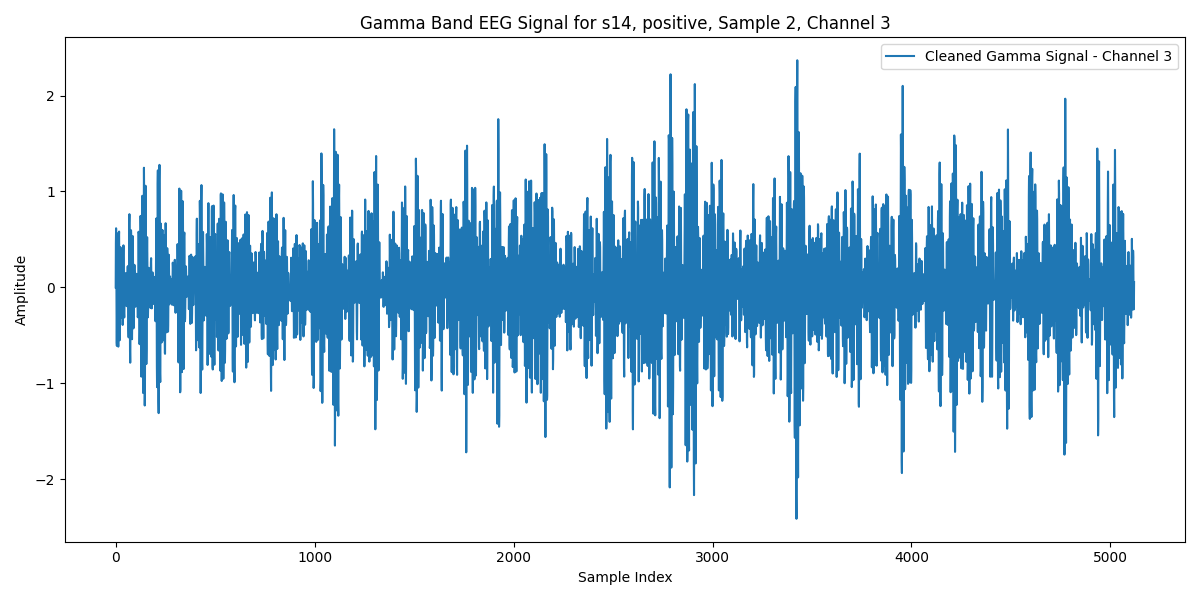 Gamma Band EEG Signal for s14, positive, Sample 2, Channel 3
Cleaned Gamma Signal - Channel 3
Amplitude
2
1
0
−1
−2
0 1000 2000 3000 4000 5000
Sample Index